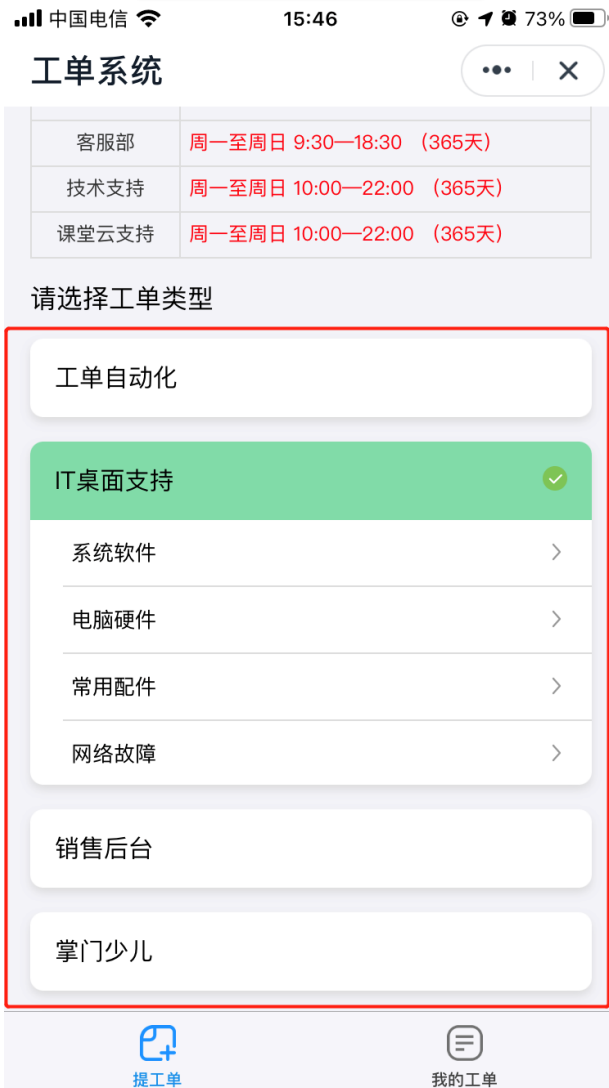 中国电信 15:46 73%
工单系统
客服部 周一至周日 9:30—18:30 （365天）
技术支持 周一至周日 10:00—22:00 （365天）
课堂云支持 周一至周日 10:00—22:00 （365天）
请选择工单类型
工单自动化
IT桌面支持
系统软件
电脑硬件
常用配件
网络故障
销售后台
掌门少儿
提工单 我的工单